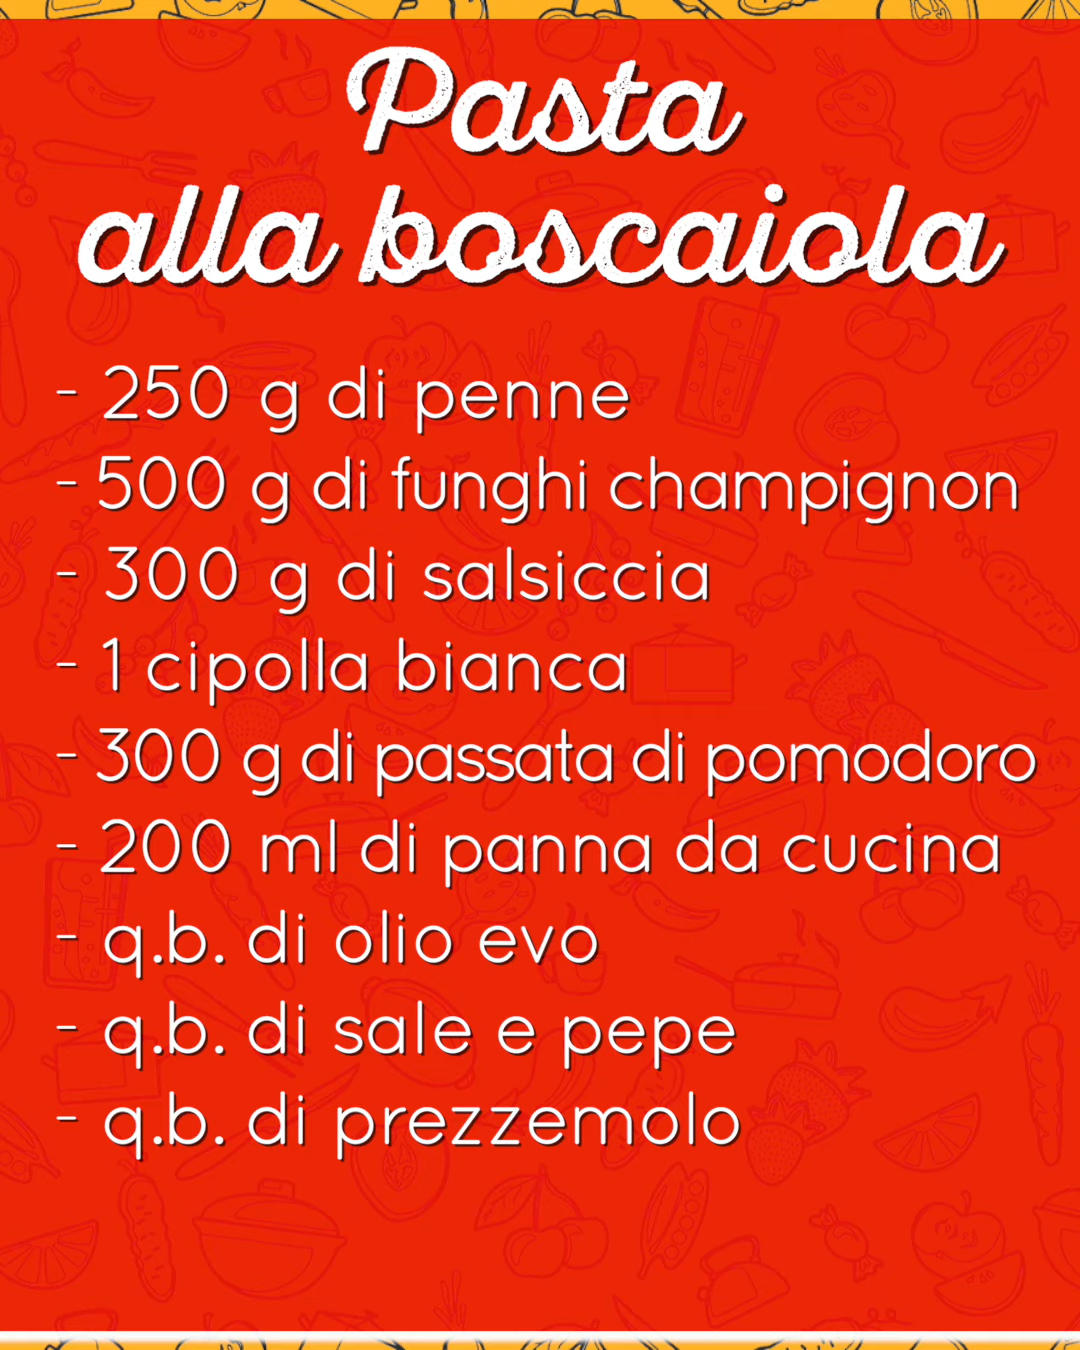 Pasta
alla boscaiola
- 250 g di penne
- 500 g di funghi champignon
- 300 g di salsiccia
- 1 cipolla bianca
- 300 g di passata di pomodoro
- 200 ml di panna da cucina
- q.b. di olio evo
- q.b. di sale e pepe
- q.b. di prezzemolo